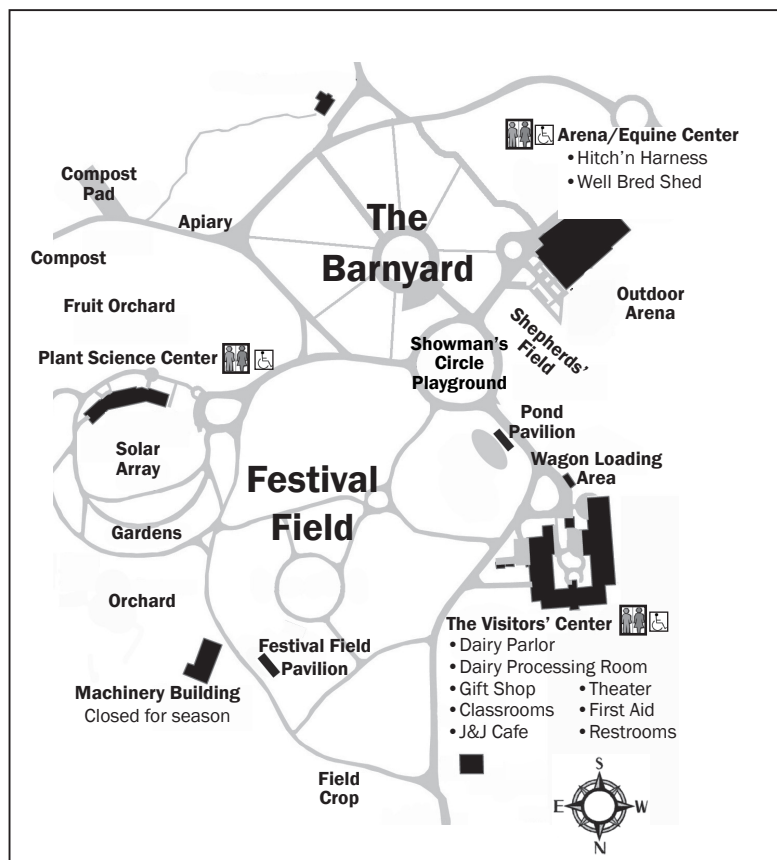 Arena/Equine Center
•Hitch'n Harness
•Well Bred Shed
Compost
Pad
Apiary
The
Barnyard
Compost
Fruit Orchard
Outdoor
Arena
Shepherds'
Field
Showman's
Circle
Playground
Plant Science Center
Pond
Pavilion
Wagon Loading
Area
Solar
Array
Festival
Field
Gardens
Orchard
The Visitors' Center
•Dairy Parlor
•Dairy Processing Room
•Gift Shop •Theater
•Classrooms •First Aid
•J&J Cafe •Restrooms
Festival Field
Pavilion
Machinery Building
Closed for season
Field
Crop
S
E W
N